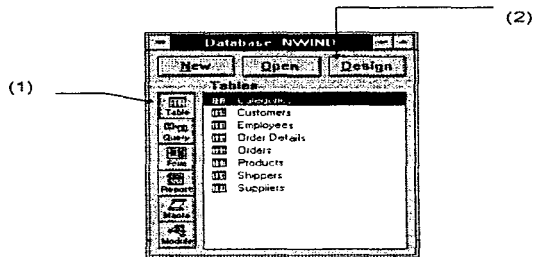 (2)
Database: NWIND
New Open Design
(1)
Tables
Table
Query
Form
Report
Macro
Module
Categories
Customers
Employees
Order Details
Orders
Products
Shippers
Suppliers